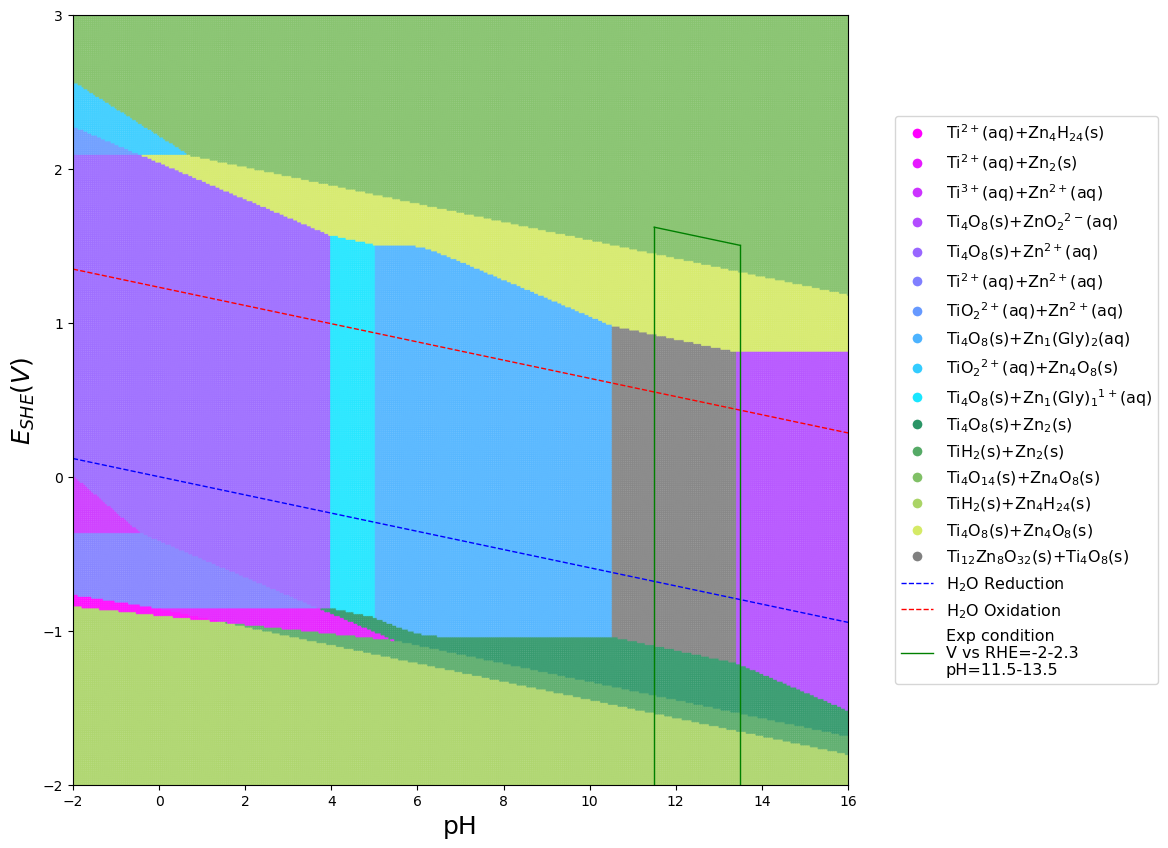 3
2
1
0
−1
−2
−2
0
2
4
6
8
10
12
14
16
E_SHE(V)
pH
Ti²⁺(aq)+Zn₄H₂₄(s)
Ti²⁺(aq)+Zn₂(s)
Ti³⁺(aq)+Zn²⁺(aq)
Ti₄O₈(s)+ZnO₂²⁻(aq)
Ti₄O₈(s)+Zn²⁺(aq)
Ti²⁺(aq)+Zn²⁺(aq)
TiO₂²⁺(aq)+Zn²⁺(aq)
Ti₄O₈(s)+Zn₁(Gly)₂(aq)
TiO₂²⁺(aq)+Zn₄O₈(s)
Ti₄O₈(s)+Zn₁(Gly)₁¹⁺(aq)
Ti₄O₈(s)+Zn₂(s)
TiH₂(s)+Zn₂(s)
Ti₄O₁₄(s)+Zn₄O₈(s)
TiH₂(s)+Zn₄H₂₄(s)
Ti₄O₈(s)+Zn₄O₈(s)
Ti₁₂Zn₈O₃₂(s)+Ti₄O₈(s)
H₂O Reduction
H₂O Oxidation
Exp condition
V vs RHE=-2-2.3
pH=11.5-13.5